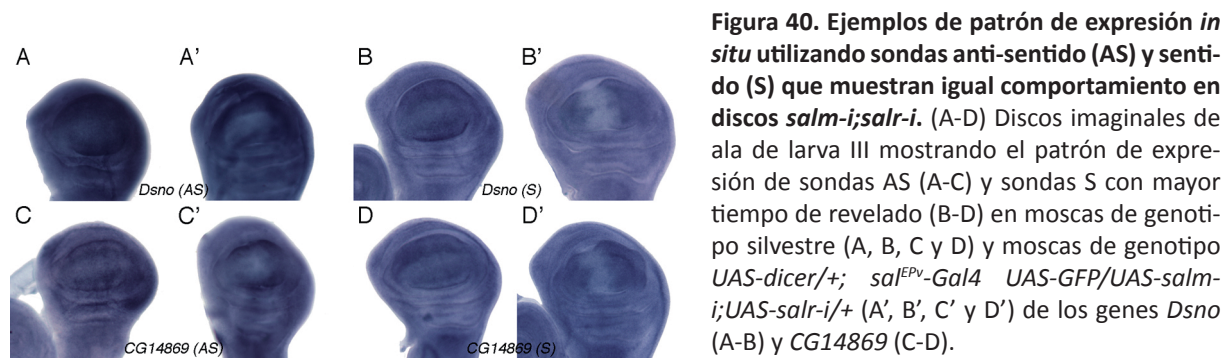 A A' B B'
Dsno (AS) Dsno (S)
C C' D D'
CG14869 (AS) CG14869 (S)
Figura 40. Ejemplos de patrón de expresión in
situ utilizando sondas anti-sentido (AS) y senti-
do (S) que muestran igual comportamiento en
discos salm-i;salr-i. (A-D) Discos imaginales de
ala de larva III mostrando el patrón de expre-
sión de sondas AS (A-C) y sondas S con mayor
tiempo de revelado (B-D) en moscas de genoti-
po silvestre (A, B, C y D) y moscas de genotipo
UAS-dicer/+; salEPv-Gal4 UAS-GFP/UAS-salm-
i;UAS-salr-i/+ (A', B', C' y D') de los genes Dsno
(A-B) y CG14869 (C-D).